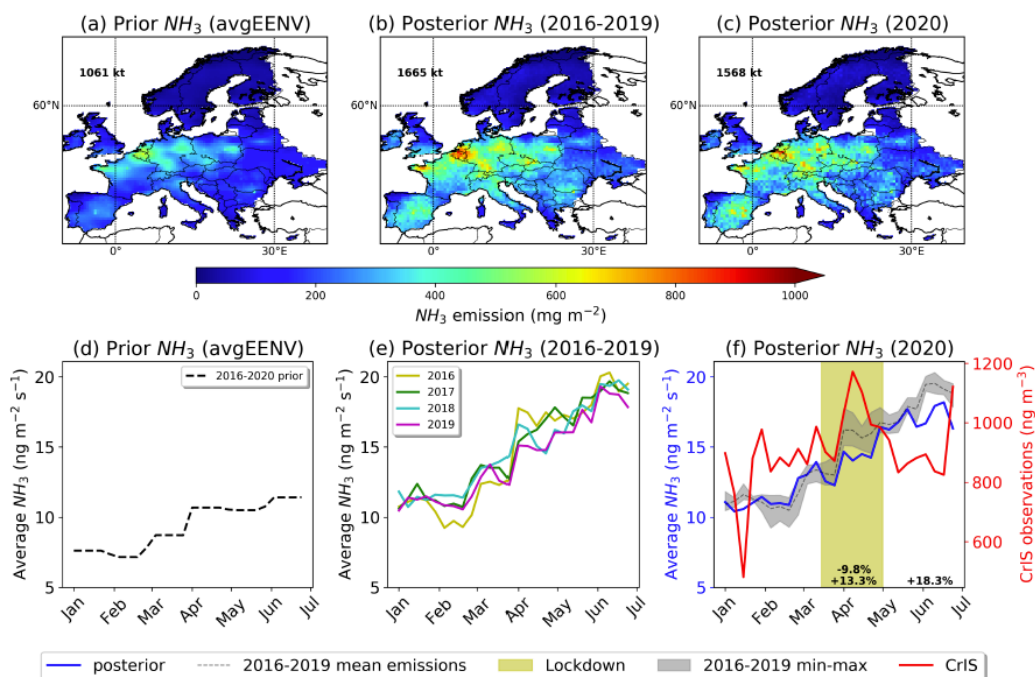 (a) Prior NH₃ (avgEENV)
(b) Posterior NH₃ (2016-2019)
(c) Posterior NH₃ (2020)
1061 kt
1665 kt
1568 kt
60°N
60°N
60°N
0°
30°E
0°
30°E
0°
30°E
0
200
400
600
800
1000
NH₃ emission (mg m⁻²)
(d) Prior NH₃ (avgEENV)
20
15
10
5
Average NH₃ (ng m⁻² s⁻¹)
2016-2020 prior
Jan
Feb
Mar
Apr
May
Jun
Jul
(e) Posterior NH₃ (2016-2019)
20
15
10
5
Average NH₃ (ng m⁻² s⁻¹)
2016
2017
2018
2019
Jan
Feb
Mar
Apr
May
Jun
Jul
(f) Posterior NH₃ (2020)
20
15
10
5
Average NH₃ (ng m⁻² s⁻¹)
1200
1000
800
600
CrIS observations (ng m⁻³)
-9.8%
+13.3%
+18.3%
Jan
Feb
Mar
Apr
May
Jun
Jul
posterior
2016-2019 mean emissions
Lockdown
2016-2019 min-max
CrIS